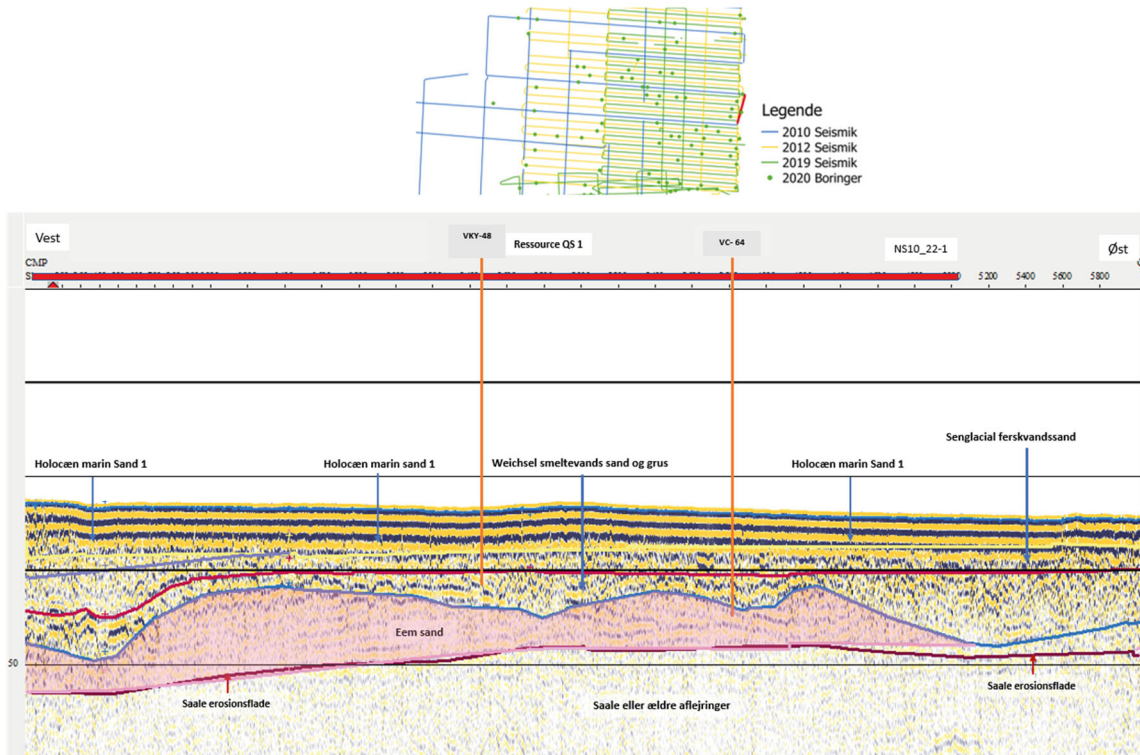 Legende
2010 Seismik
2012 Seismik
2019 Seismik
2020 Boringer
Vest
VKY-48
Ressource QS 1
VC- 64
NS10_22-1
Øst
CMP
5 200 5400 5600 5800
Senglacial ferskvandssand
Holocæn marin Sand 1
Holocæn marin sand 1
Weichsel smeltevands sand og grus
Holocæn marin Sand 1
Eem sand
50
Saale erosionsflade
Saale eller ældre aflejringer
Saale erosionsflade